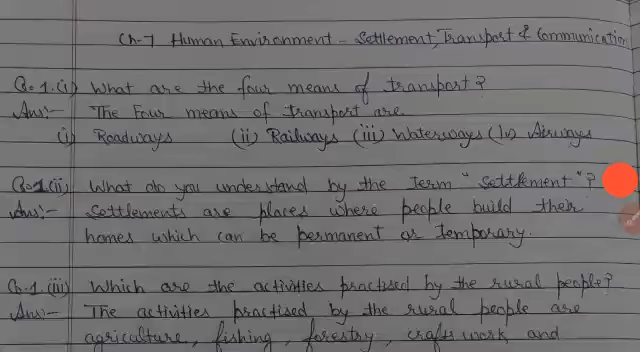 Ch-7 Human Environment - Settlement, Transport & Communication
Q.1.(i) What are the four means of transport?
Ans:- The Four means of transport are
(i) Roadways (ii) Railways (iii) Waterways (iv) Airways
Q.1(ii) What do you understand by the term "settlement"?
Ans:- Settlements are places where people build their
homes which can be permanent or temporary.
Q.1 (iii) Which are the activities practised by the rural people?
Ans:- The activities practised by the rural people are
agriculture, fishing, forestry, crafts work, and